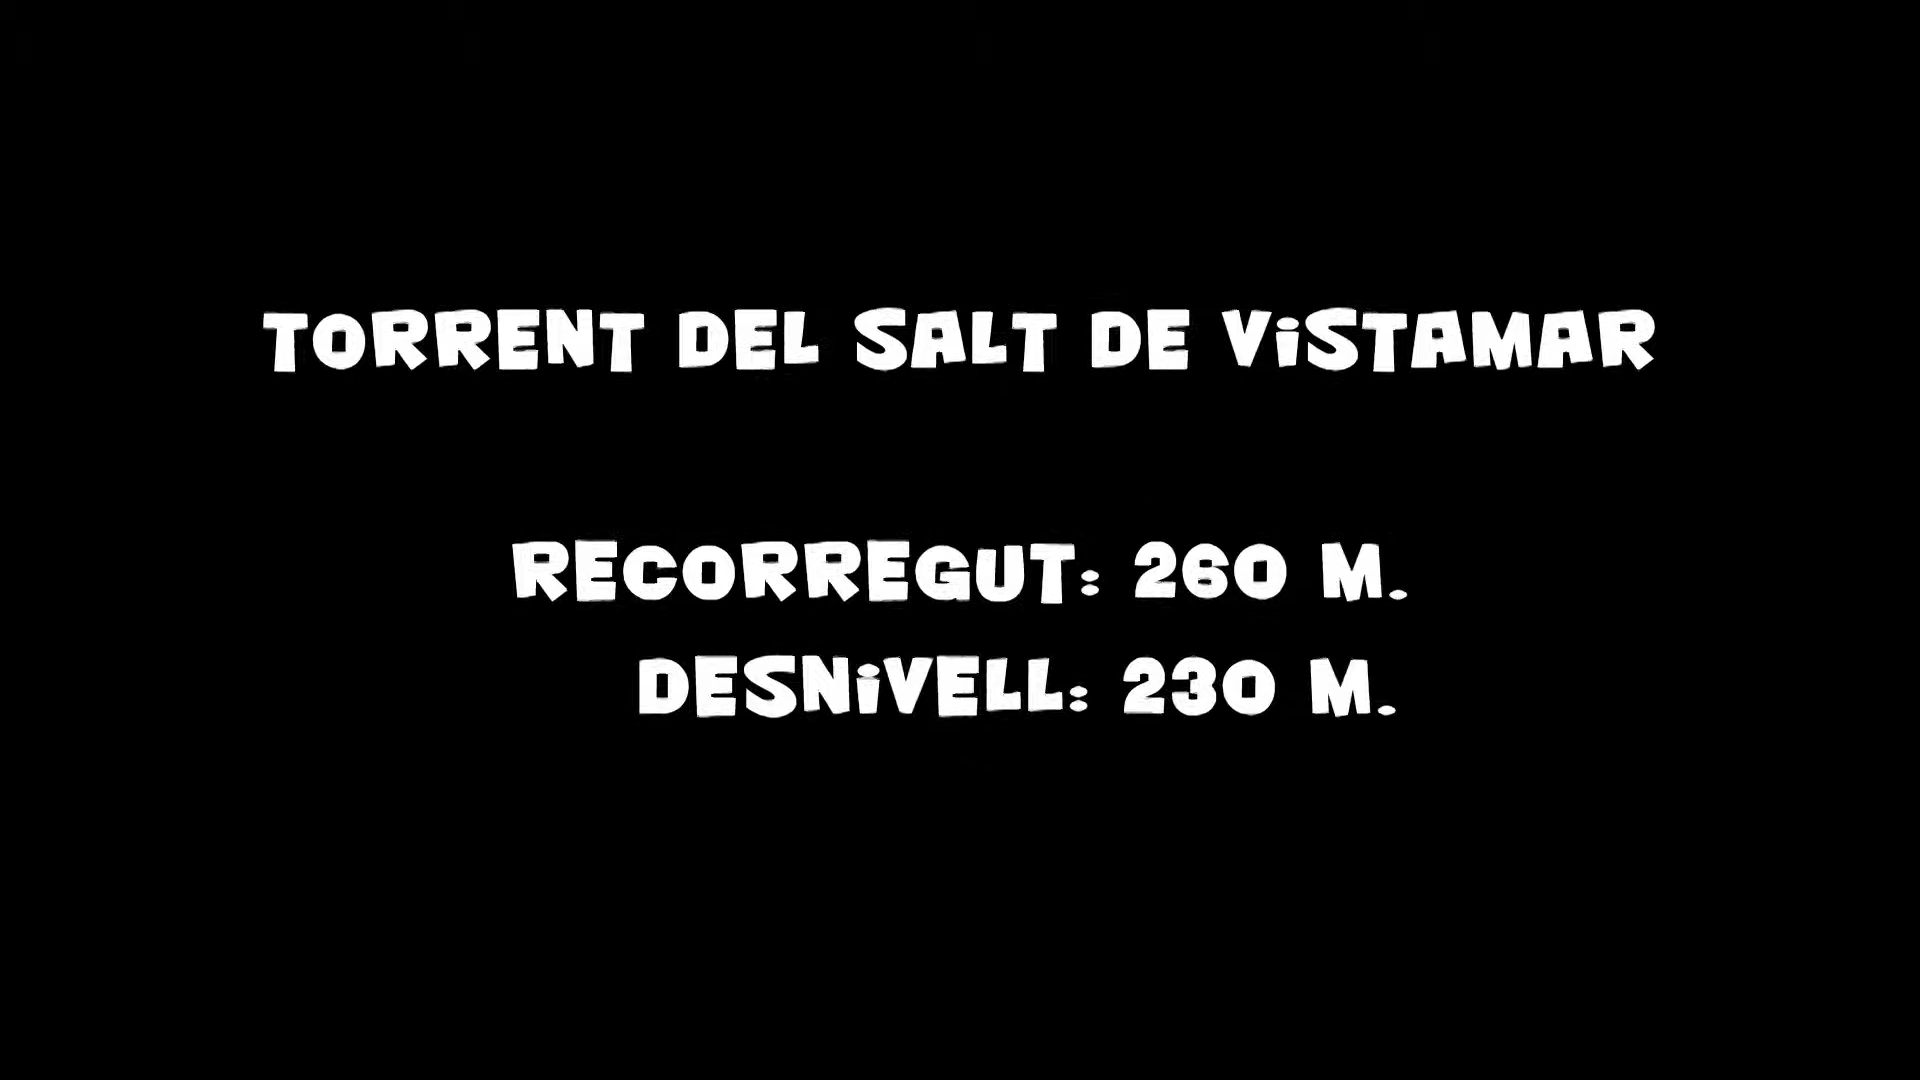 TORRENT DEL SALT DE ViSTAMAR
RECORREGUT: 260 M.
DESNiVELL: 230 M.